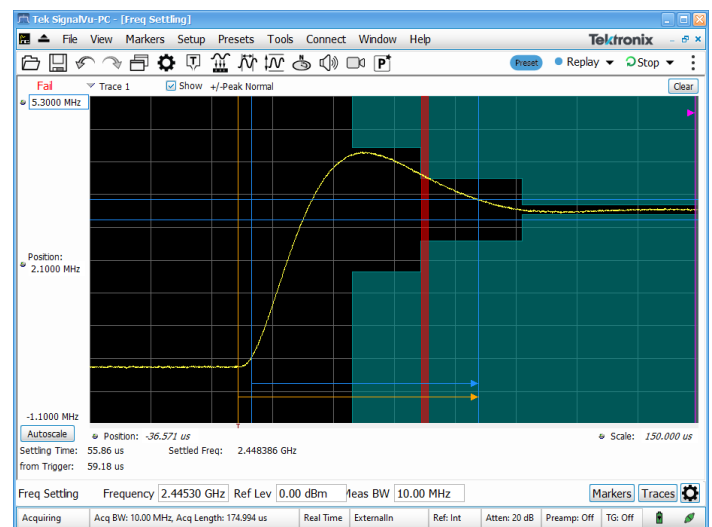 Tek SignalVu-PC - [Freq Settling]
File View Markers Setup Presets Tools Connect Window Help
Tektronix
Preset Replay Stop
Fail Trace 1 Show +/-Peak Normal Clear
5.3000 MHz
Position:
2.1000 MHz
-1.1000 MHz
T
Autoscale Position: -36.571 us Scale: 150.000 us
Settling Time: 55.86 us Settled Freq: 2.448386 GHz
from Trigger: 59.18 us
Freq Settling Frequency 2.44530 GHz Ref Lev 0.00 dBm Meas BW 10.00 MHz Markers Traces
Acquiring Acq BW: 10.00 MHz, Acq Length: 174.994 us Real Time ExternalIn Ref: Int Atten: 20 dB Preamp: Off TG: Off